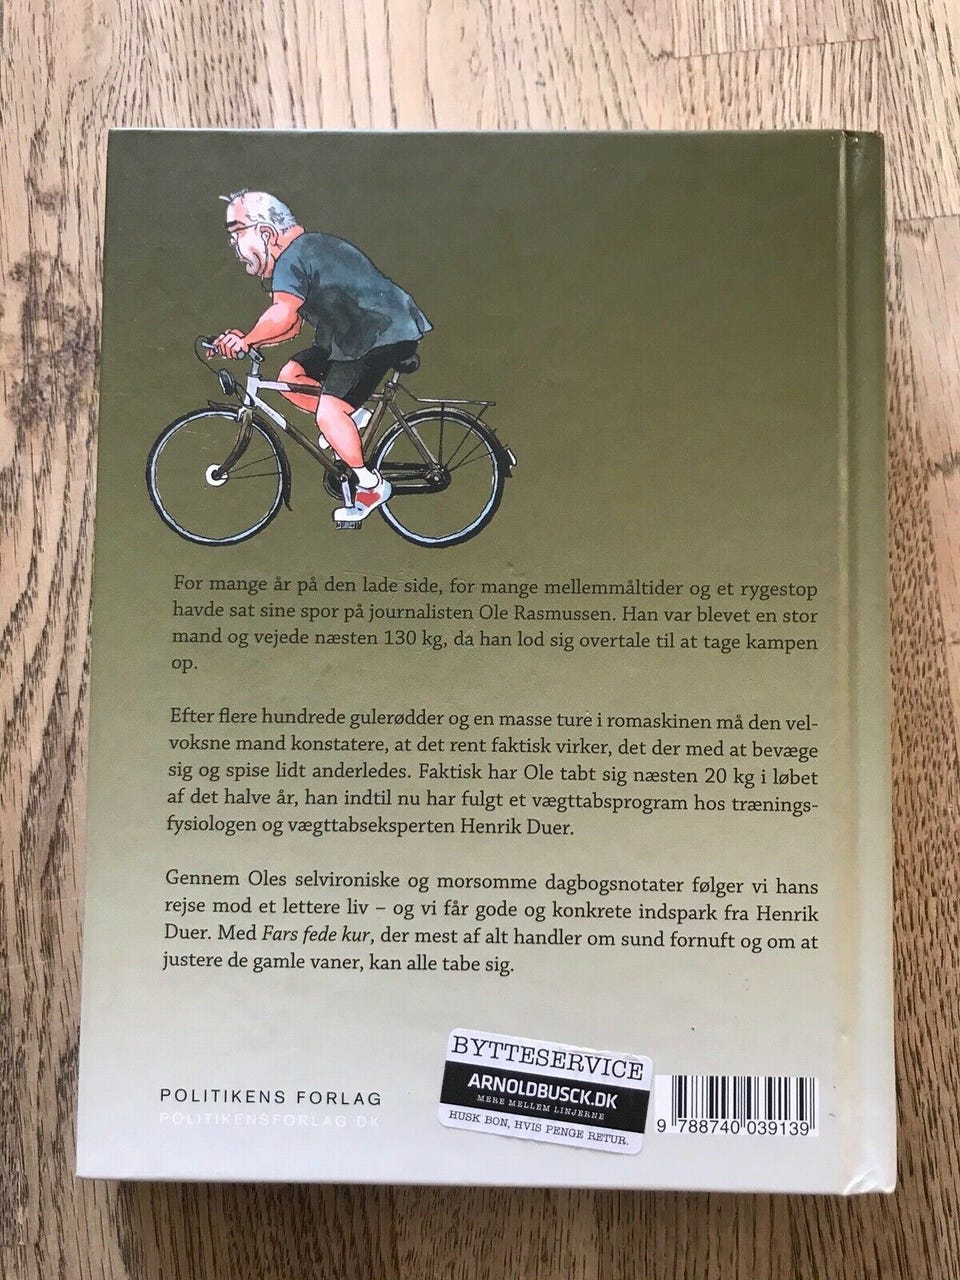 For mange år på den lade side, for mange mellemmåltider og et rygestop
havde sat sine spor på journalisten Ole Rasmussen. Han var blevet en stor
mand og vejede næsten 130 kg, da han lod sig overtale til at tage kampen
op.
Efter flere hundrede gulerødder og en masse ture i romaskinen må den vel-
voksne mand konstatere, at det rent faktisk virker, det der med at bevæge
sig og spise lidt anderledes. Faktisk har Ole tabt sig næsten 20 kg i løbet
af det halve år, han indtil nu har fulgt et vægttabsprogram hos trænings-
fysiologen og vægttabseksperten Henrik Duer.
Gennem Oles selvironiske og morsomme dagbogsnotater følger vi hans
rejse mod et lettere liv – og vi får gode og konkrete indspark fra Henrik
Duer. Med Fars fede kur, der mest af alt handler om sund fornuft og om at
justere de gamle vaner, kan alle tabe sig.
POLITIKENS FORLAG
POLITIKENSFORLAG.DK
BYTTESERVICE
ARNOLDBUSCK.DK
MERE MELLEM LINJERNE
HUSK BON, HVIS PENGE RETUR.
9 788740 039139